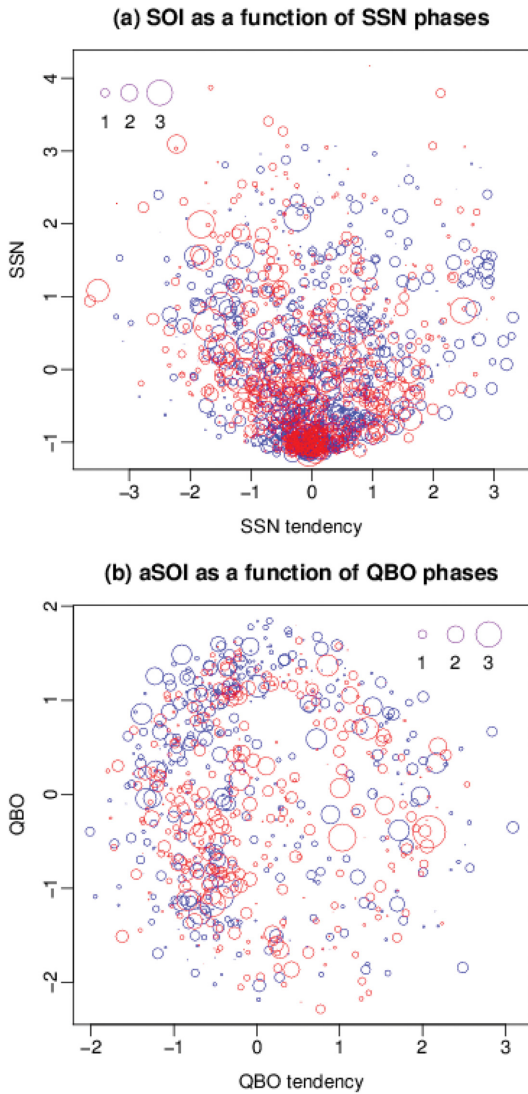 (a) SOI as a function of SSN phases
4
3
2
1
0
−1
SSN
1 2 3
−3 −2 −1 0 1 2 3
SSN tendency
(b) aSOI as a function of QBO phases
2
1
0
−1
−2
QBO
1 2 3
−2 −1 0 1 2 3
QBO tendency